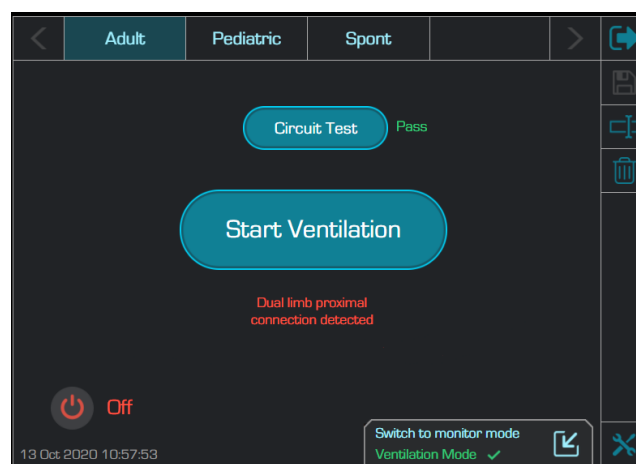 Adult Pediatric Spont
Circuit Test Pass
Start Ventilation
Dual limb proximal
connection detected
Off
Switch to monitor mode
13 Oct 2020 10:57:53 Ventilation Mode